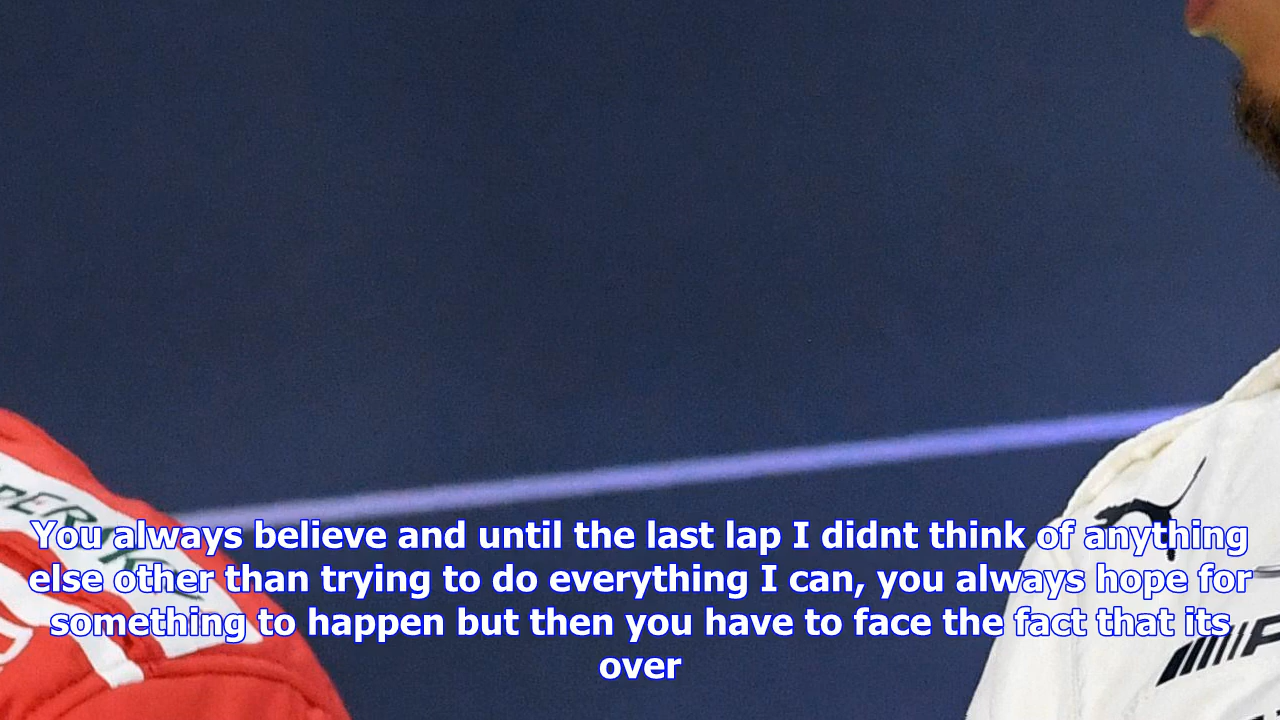 You always believe and until the last lap I didnt think of anything
else other than trying to do everything I can, you always hope for
something to happen but then you have to face the fact that its
over